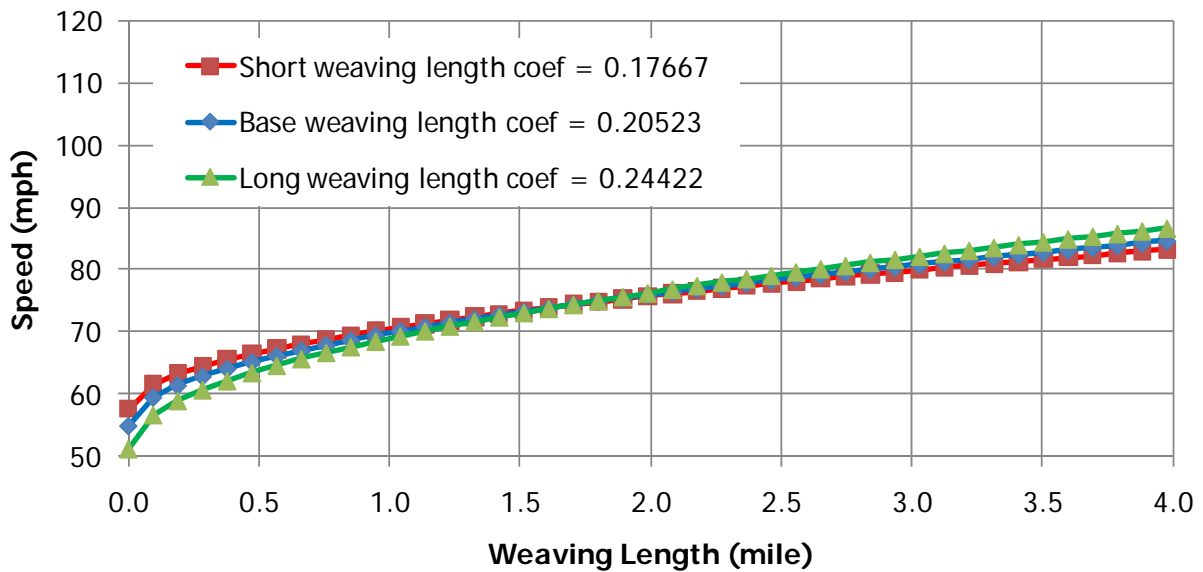 120
110
100
90
80
70
60
50
Speed (mph)
Short weaving length coef = 0.17667
Base weaving length coef = 0.20523
Long weaving length coef = 0.24422
0.0 0.5 1.0 1.5 2.0 2.5 3.0 3.5 4.0
Weaving Length (mile)